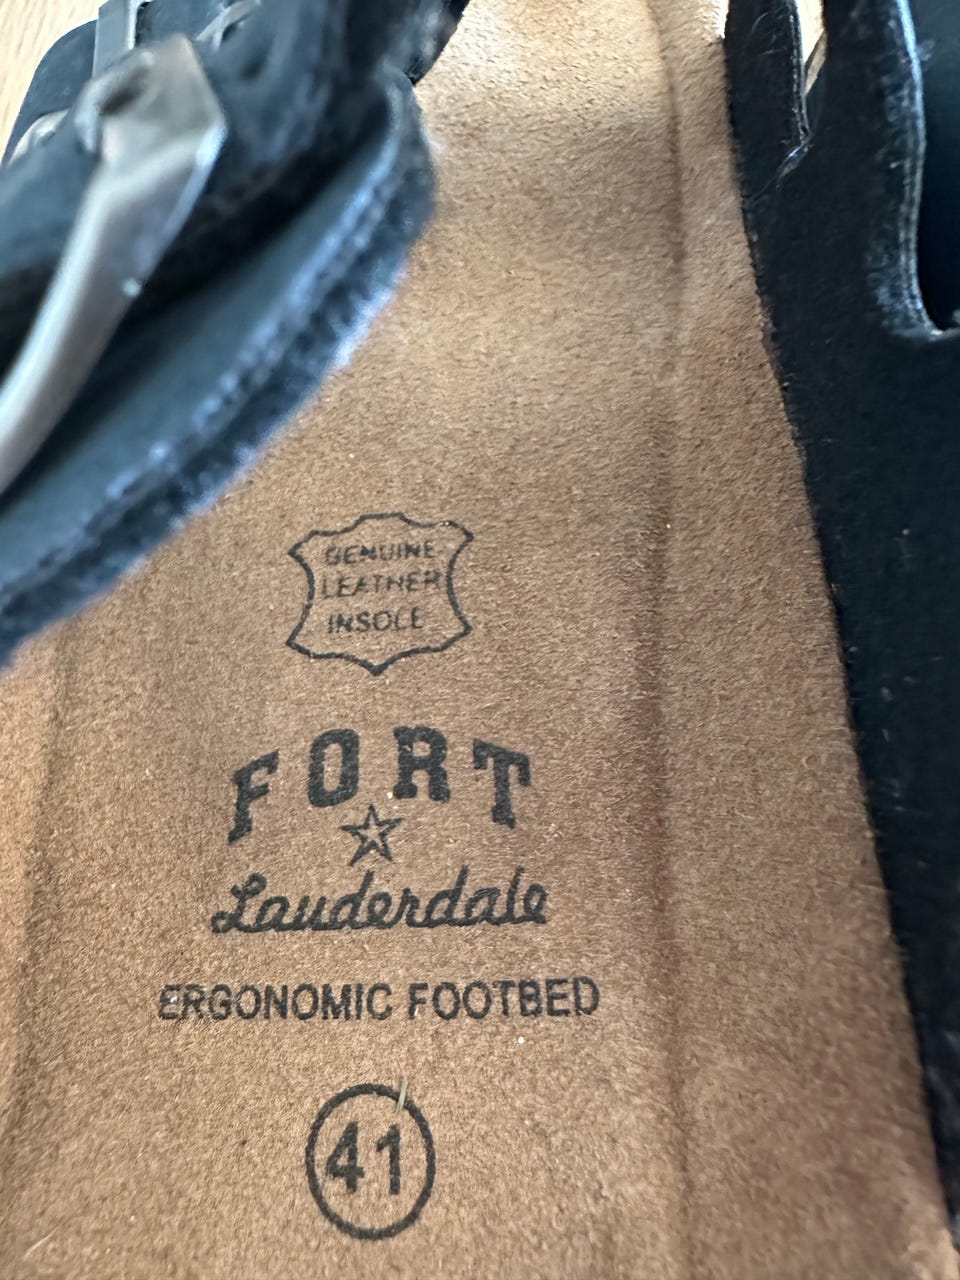 GENUINE
LEATHER
INSOLE
FORT
Lauderdale
ERGONOMIC FOOTBED
41